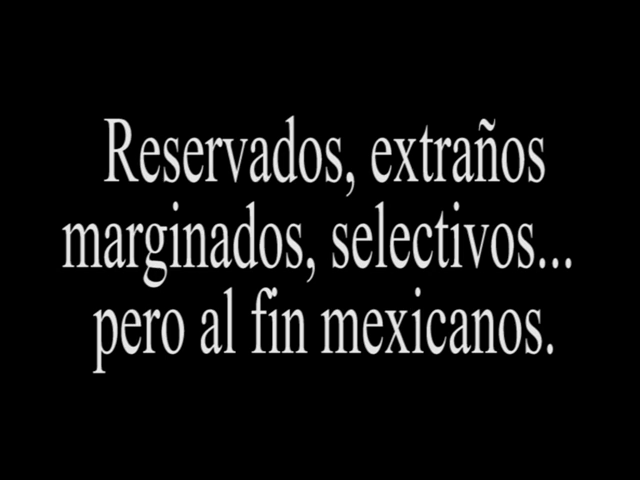 Reservados, extraños
marginados, selectivos...
pero al fin mexicanos.